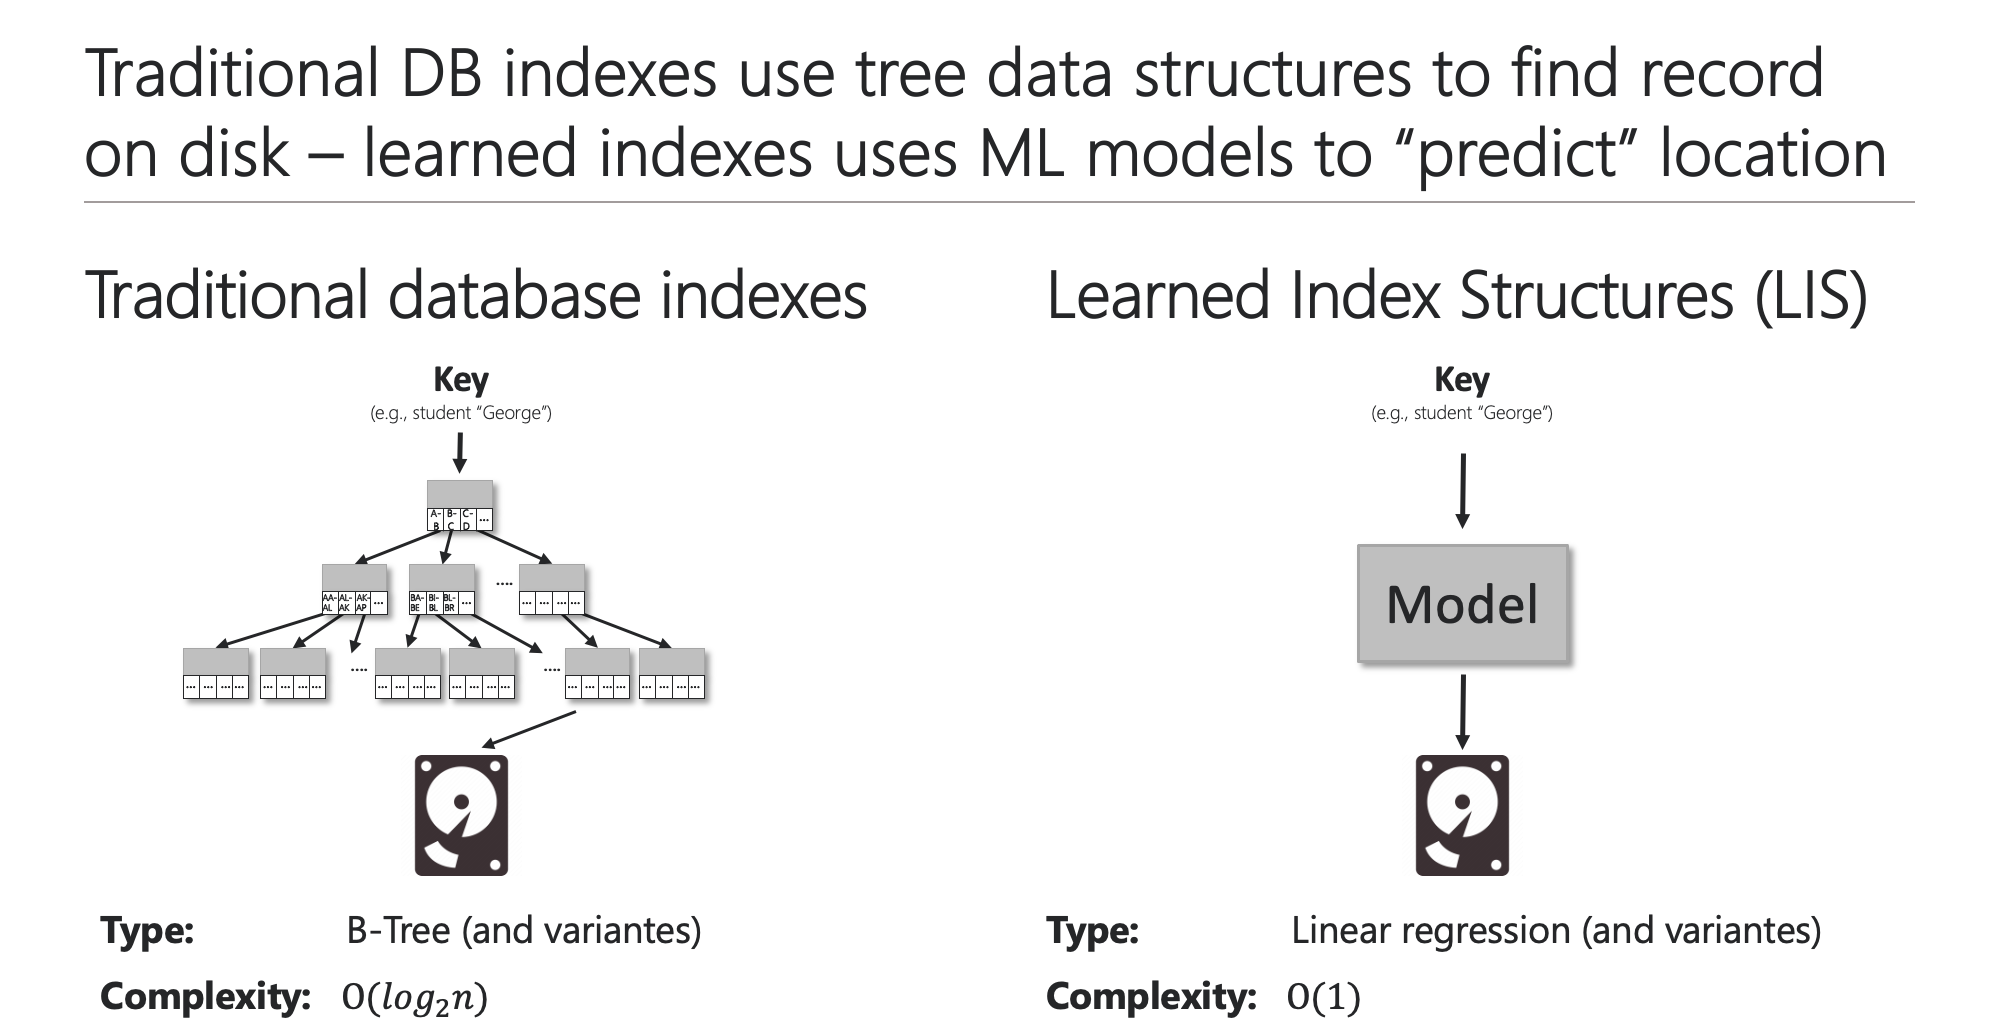 Traditional DB indexes use tree data structures to find record
on disk – learned indexes uses ML models to “predict” location
Traditional database indexes
Key
(e.g., student “George”)
A-B B-C C-D ...
AA-AL AL-AK AK-AP ...
BA-BE BI-BL BL-BR ...
....
... ... ... ...
... ... ... ...
... ... ... ...
....
... ... ... ...
... ... ... ...
....
... ... ... ...
... ... ... ...
Type: B-Tree (and variantes)
Complexity: O(log₂n)
Learned Index Structures (LIS)
Key
(e.g., student “George”)
Model
Type: Linear regression (and variantes)
Complexity: O(1)